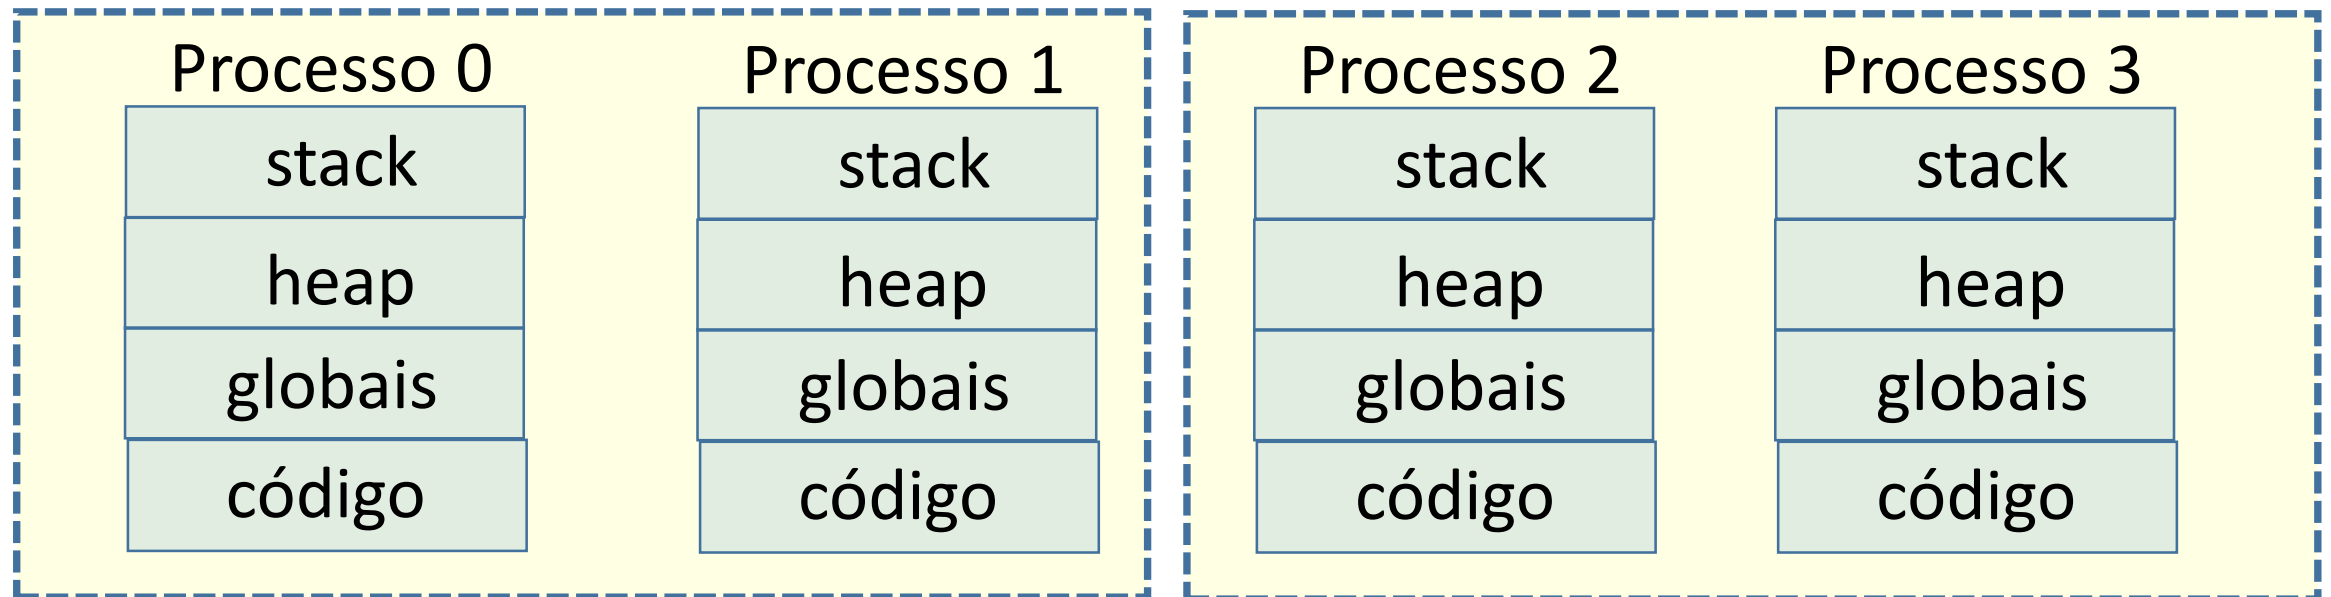 Processo 0
stack
heap
globais
código
Processo 1
stack
heap
globais
código
Processo 2
stack
heap
globais
código
Processo 3
stack
heap
globais
código